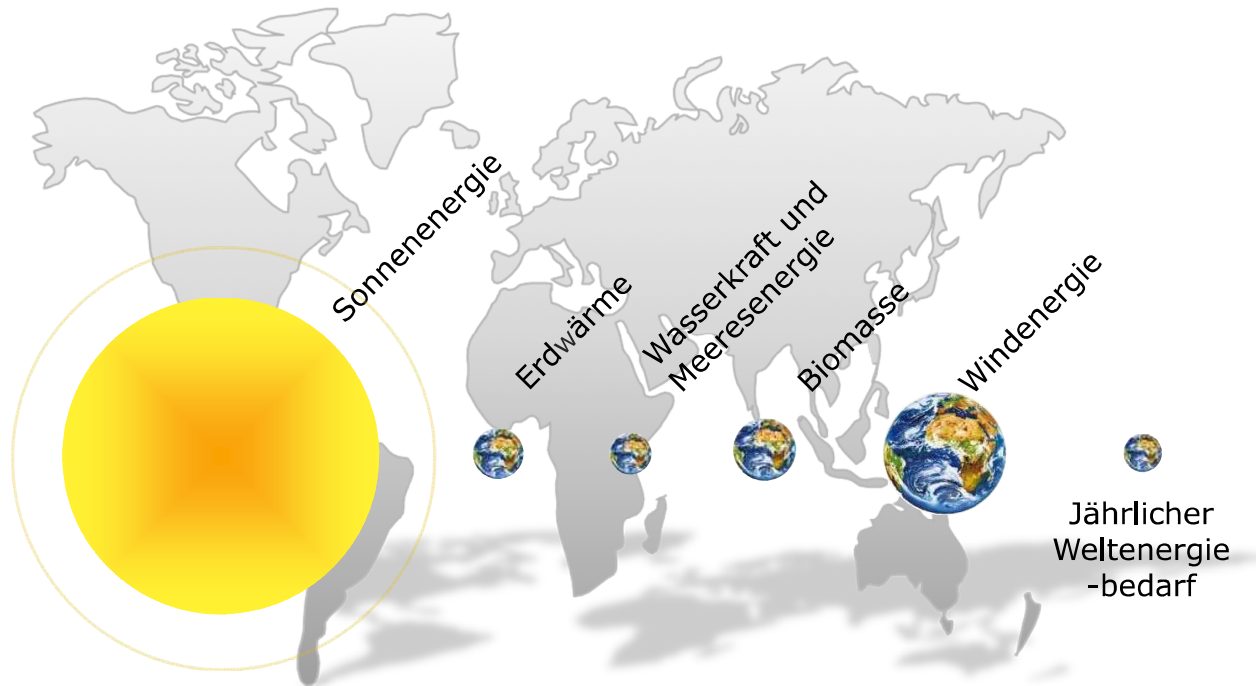 Sonnenenergie
Erdwärme
Wasserkraft und
Meeresenergie
Biomasse
Windenergie
Jährlicher
Weltenergie
-bedarf